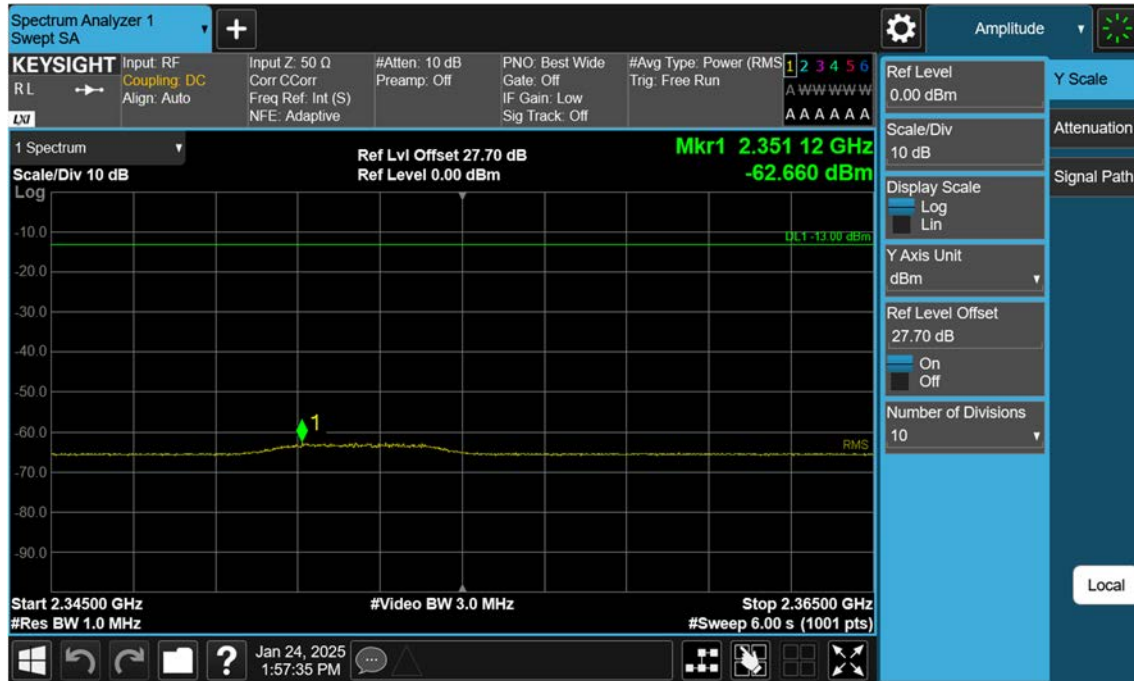 Spectrum Analyzer 1
Swept SA
Amplitude
KEYSIGHT
R L
LXI
Input: RF
Coupling: DC
Align: Auto
Input Z: 50 Ω
Corr CCorr
Freq Ref: Int (S)
NFE: Adaptive
#Atten: 10 dB
Preamp: Off
PNO: Best Wide
Gate: Off
IF Gain: Low
Sig Track: Off
#Avg Type: Power (RMS
Trig: Free Run
1 2 3 4 5 6
A W W W W W
A A A A A A
1 Spectrum
Scale/Div 10 dB
Ref Lvl Offset 27.70 dB
Ref Level 0.00 dBm
Mkr1 2.351 12 GHz
-62.660 dBm
Log
-10.0
DL1 -13.00 dBm
-20.0
-30.0
-40.0
-50.0
1
-60.0
RMS
-70.0
-80.0
-90.0
Start 2.34500 GHz
#Res BW 1.0 MHz
#Video BW 3.0 MHz
Stop 2.36500 GHz
#Sweep 6.00 s (1001 pts)
?
Jan 24, 2025
1:57:35 PM
Ref Level
0.00 dBm
Scale/Div
10 dB
Display Scale
Log
Lin
Y Axis Unit
dBm
Ref Level Offset
27.70 dB
On
Off
Number of Divisions
10
Y Scale
Attenuation
Signal Path
Local